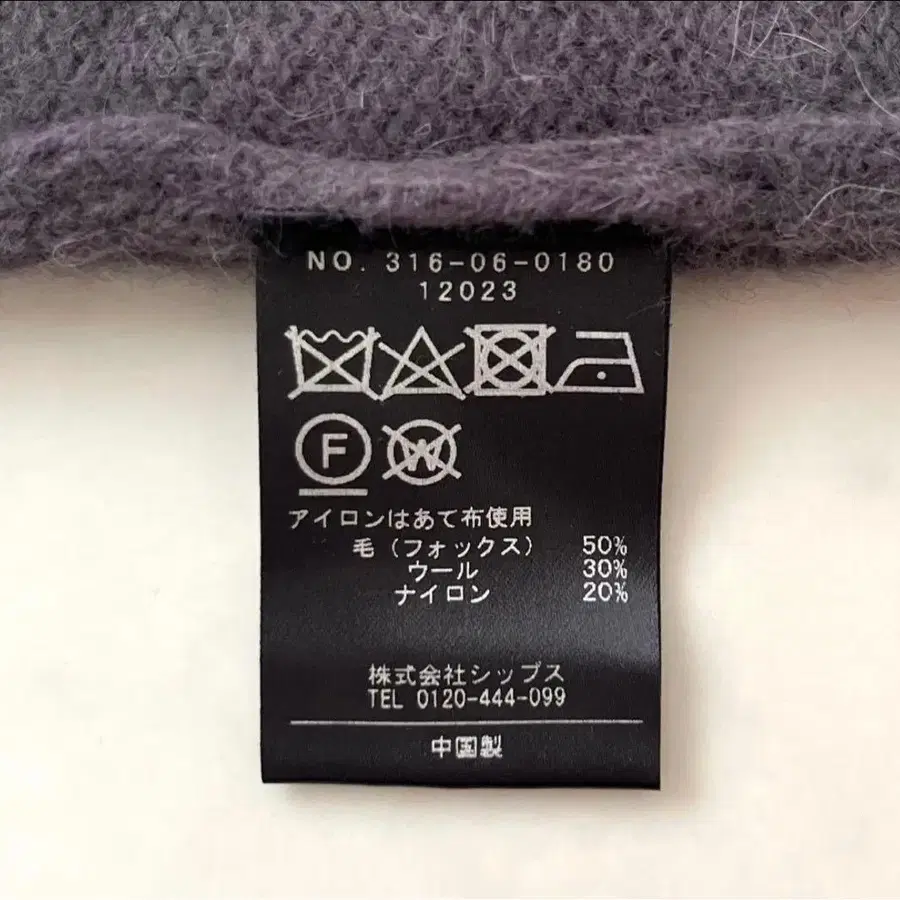 NO. 316-06-0180
12023
F W
アイロンはあて布使用
毛（フォックス） 50%
ウール 30%
ナイロン 20%
株式会社シップス
TEL 0120-444-099
中国製